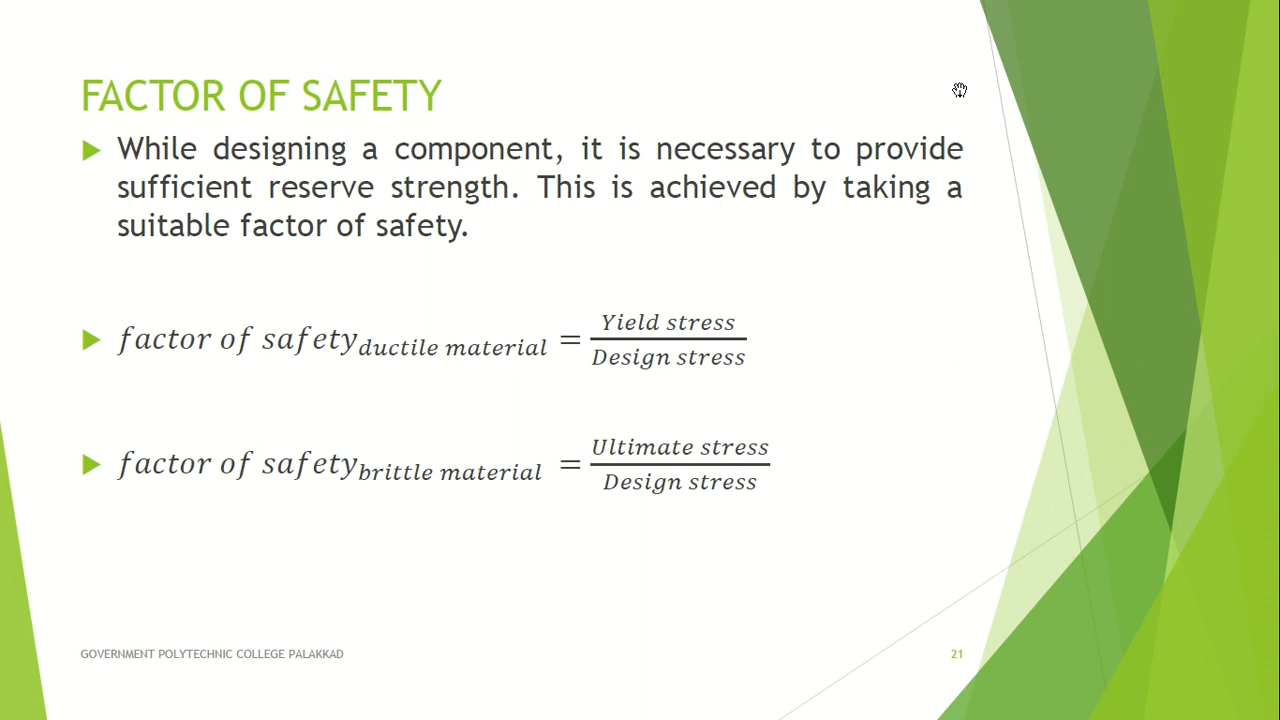 FACTOR OF SAFETY
While designing a component, it is necessary to provide
sufficient reserve strength. This is achieved by taking a
suitable factor of safety.
factor of safety_ductile material = Yield stress / Design stress
factor of safety_brittle material = Ultimate stress / Design stress
GOVERNMENT POLYTECHNIC COLLEGE PALAKKAD
21